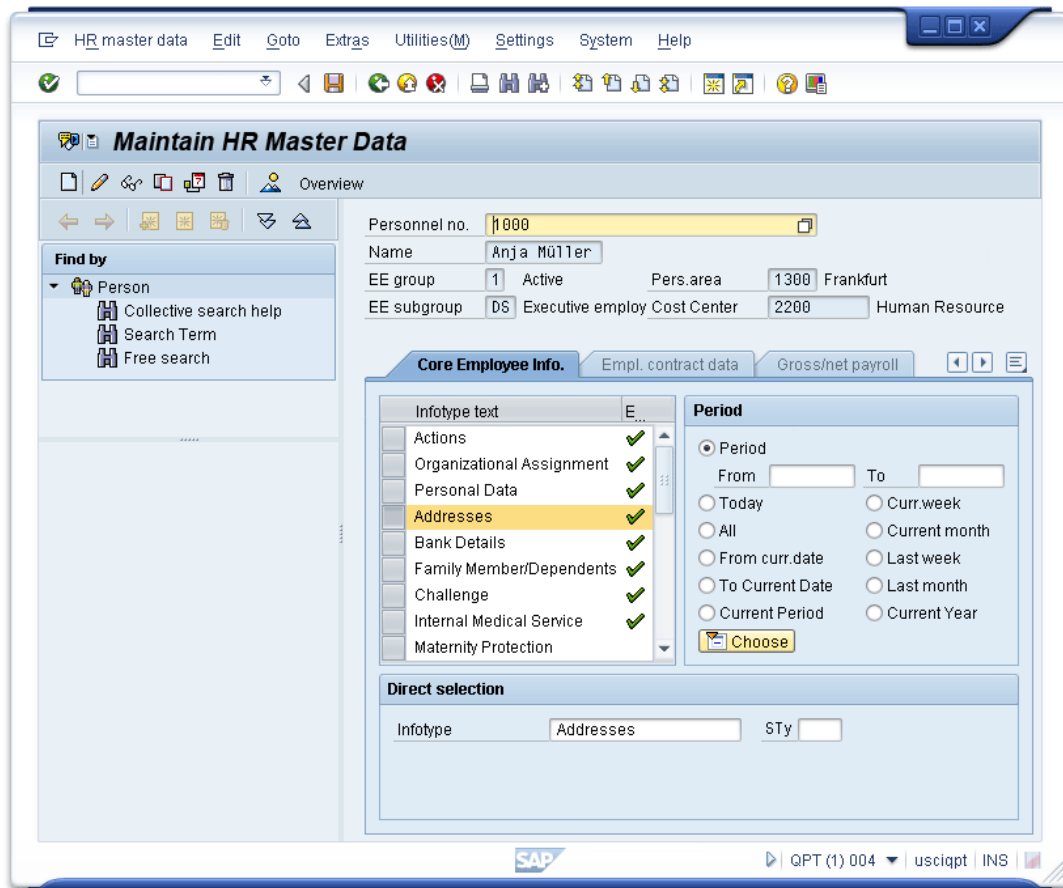 HR master data Edit Goto Extras Utilities(M) Settings System Help
Maintain HR Master Data
Overview
Find by
Person
Collective search help
Search Term
Free search
Personnel no. 1000
Name Anja Müller
EE group 1 Active Pers.area 1300 Frankfurt
EE subgroup DS Executive employ Cost Center 2200 Human Resource
Core Employee Info. Empl. contract data Gross/net payroll
Infotype text E...
Actions
Organizational Assignment
Personal Data
Addresses
Bank Details
Family Member/Dependents
Challenge
Internal Medical Service
Maternity Protection
Period
Period
From To
Today Curr.week
All Current month
From curr.date Last week
To Current Date Last month
Current Period Current Year
Choose
Direct selection
Infotype Addresses STy
SAP QPT (1) 004 usciqpt INS